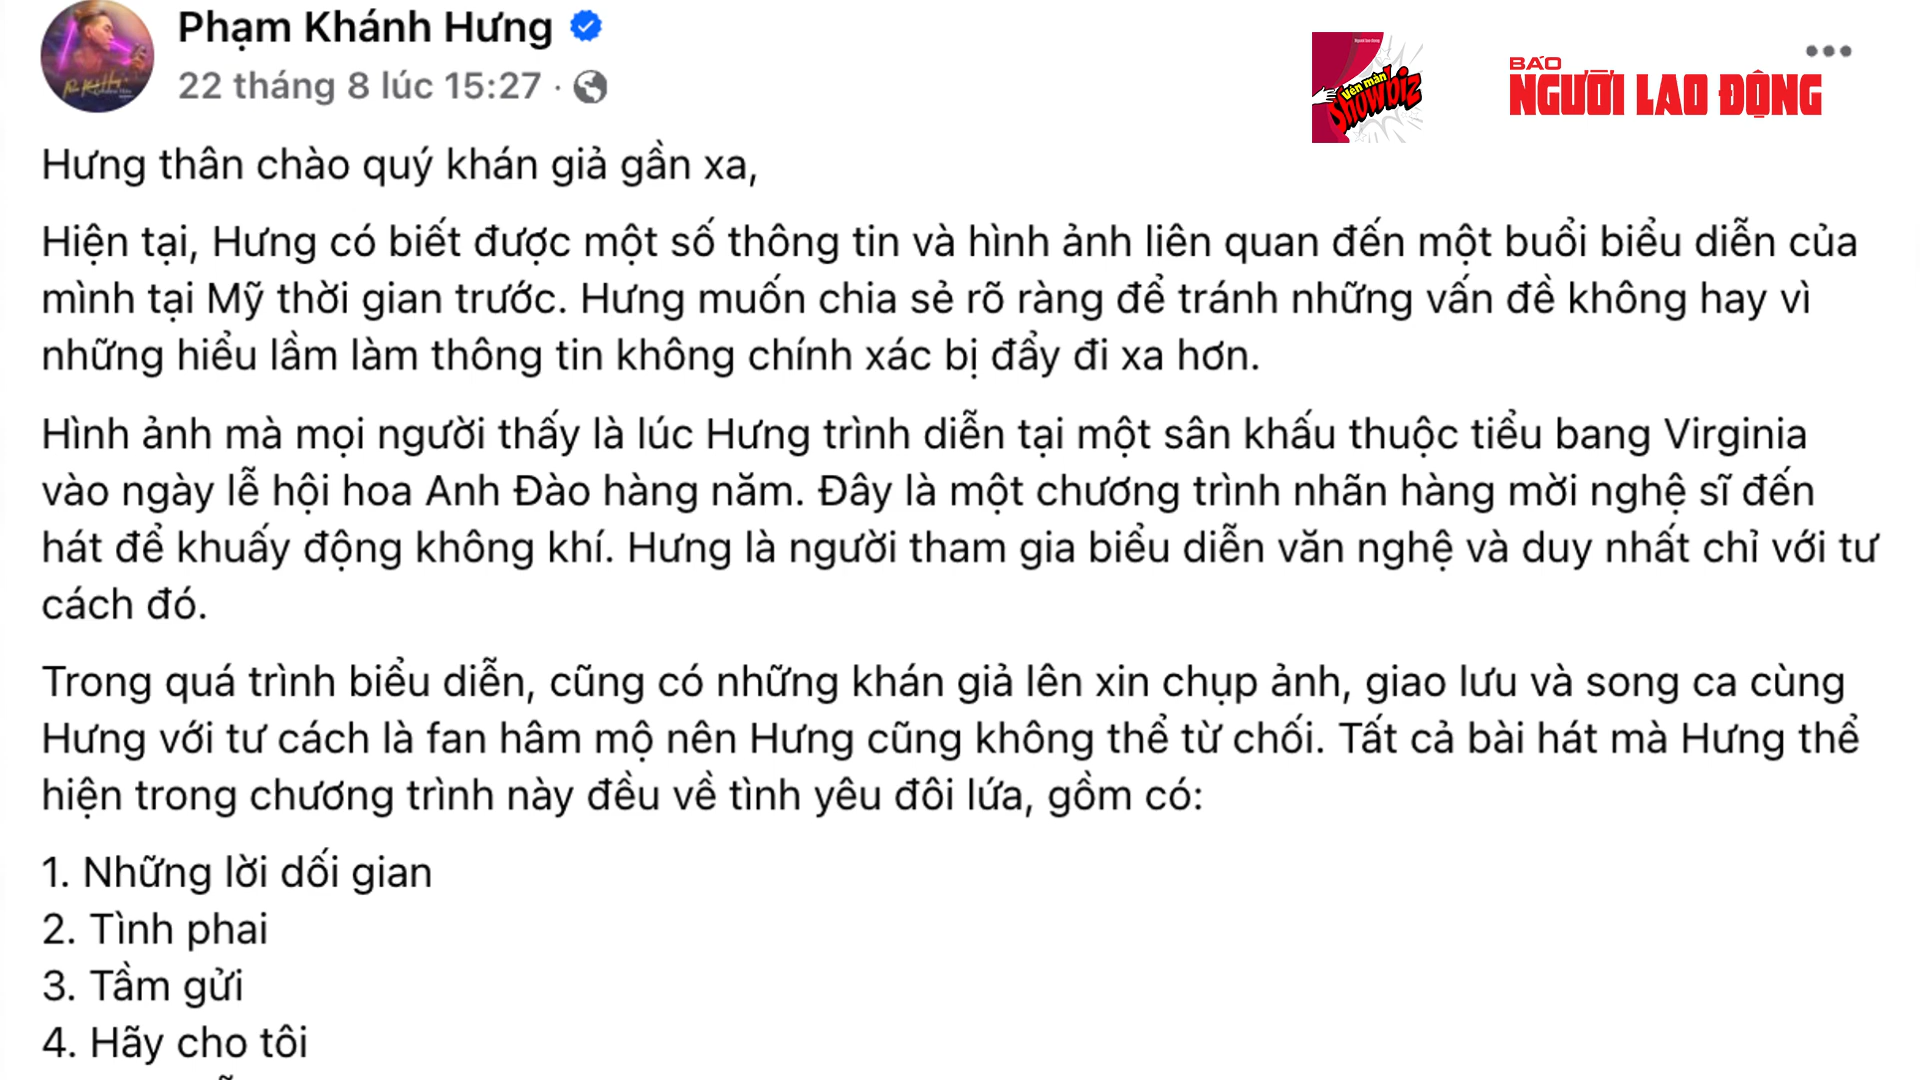 Phạm Khánh Hưng
22 tháng 8 lúc 15:27 ·
Vén màn
Showbiz
BÁO
NGƯỜI LAO ĐỘNG
Hưng thân chào quý khán giả gần xa,
Hiện tại, Hưng có biết được một số thông tin và hình ảnh liên quan đến một buổi biểu diễn của
mình tại Mỹ thời gian trước. Hưng muốn chia sẻ rõ ràng để tránh những vấn đề không hay vì
những hiểu lầm làm thông tin không chính xác bị đẩy đi xa hơn.
Hình ảnh mà mọi người thấy là lúc Hưng trình diễn tại một sân khấu thuộc tiểu bang Virginia
vào ngày lễ hội hoa Anh Đào hàng năm. Đây là một chương trình nhãn hàng mời nghệ sĩ đến
hát để khuấy động không khí. Hưng là người tham gia biểu diễn văn nghệ và duy nhất chỉ với tư
cách đó.
Trong quá trình biểu diễn, cũng có những khán giả lên xin chụp ảnh, giao lưu và song ca cùng
Hưng với tư cách là fan hâm mộ nên Hưng cũng không thể từ chối. Tất cả bài hát mà Hưng thể
hiện trong chương trình này đều về tình yêu đôi lứa, gồm có:
1. Những lời dối gian
2. Tình phai
3. Tầm gửi
4. Hãy cho tôi